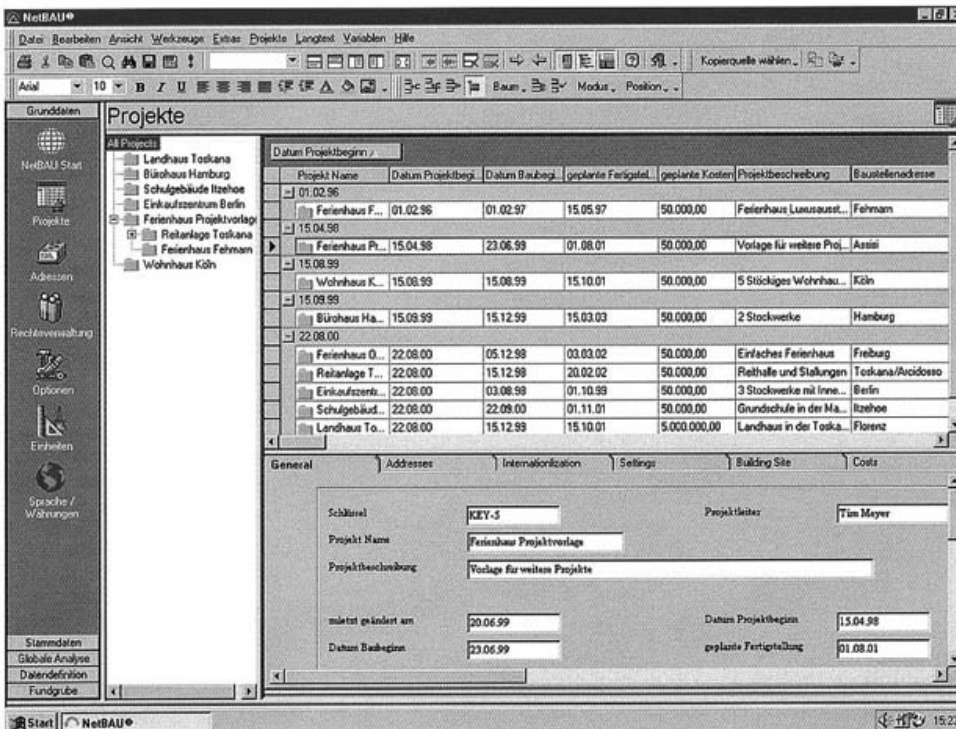 NetBAU®
Datei Bearbeiten Ansicht Werkzeuge Extras Projekte Langtext Variablen Hilfe
Kopierquelle wählen
Arial 10 B I U Baum Modus Position
Grunddaten
Projekte
NetBAU Start
Projekte
Adressen
Rechteverwaltung
Optionen
Einheiten
Sprache /
Währungen
Stammdaten
Globale Analyse
Datendefinition
Fundgrube
All Projects
Landhaus Toskana
Bürohaus Hamburg
Schulgebäude Itzehoe
Einkaufszentrum Berlin
Ferienhaus Projektvorlage
Reitanlage Toskana
Ferienhaus Fehmarn
Wohnhaus Köln
Datum Projektbeginn
Projekt Name Datum Projektbegi... Datum Baubegi... geplante Fertigstel... geplante Kosten Projektbeschreibung Baustellenadresse
01.02.96
Ferienhaus F... 01.02.96 01.02.97 15.05.97 50.000,00 Ferienhaus Luxusausst... Fehmarn
15.04.98
Ferienhaus Pr... 15.04.98 23.06.99 01.08.01 50.000,00 Vorlage für weitere Proj... Assisi
15.08.99
Wohnhaus K... 15.08.99 15.08.99 15.10.01 50.000,00 5 Stöckiges Wohnhau... Köln
15.09.99
Bürohaus Ha... 15.09.99 15.12.99 15.03.03 50.000,00 2 Stockwerke Hamburg
22.08.00
Ferienhaus O... 22.08.00 05.12.98 03.03.02 50.000,00 Einfaches Ferienhaus Freiburg
Reitanlage T... 22.08.00 15.12.98 20.02.02 50.000,00 Reithalle und Stallungen Toskana/Arcidosso
Einkaufszentr... 22.08.00 03.08.98 01.10.99 50.000,00 3 Stockwerke mit Inne... Berlin
Schulgebäud... 22.08.00 22.09.00 01.11.01 50.000,00 Grundschule in der Ma... Itzehoe
Landhaus To... 22.08.00 15.12.99 15.10.01 5.000.000,00 Landhaus in der Toska... Florenz
General Addresses Internationlization Settings Building Site Costs
Schlüssel KEY-5 Projektleiter Tim Meyer
Projekt Name Ferienhaus Projektvorlage
Projektbeschreibung Vorlage für weitere Projekte
zuletzt geändert am 20.06.99 Datum Projektbeginn 15.04.98
Datum Baubeginn 23.06.99 geplante Fertigstellung 01.08.01
Start NetBAU® 15:23